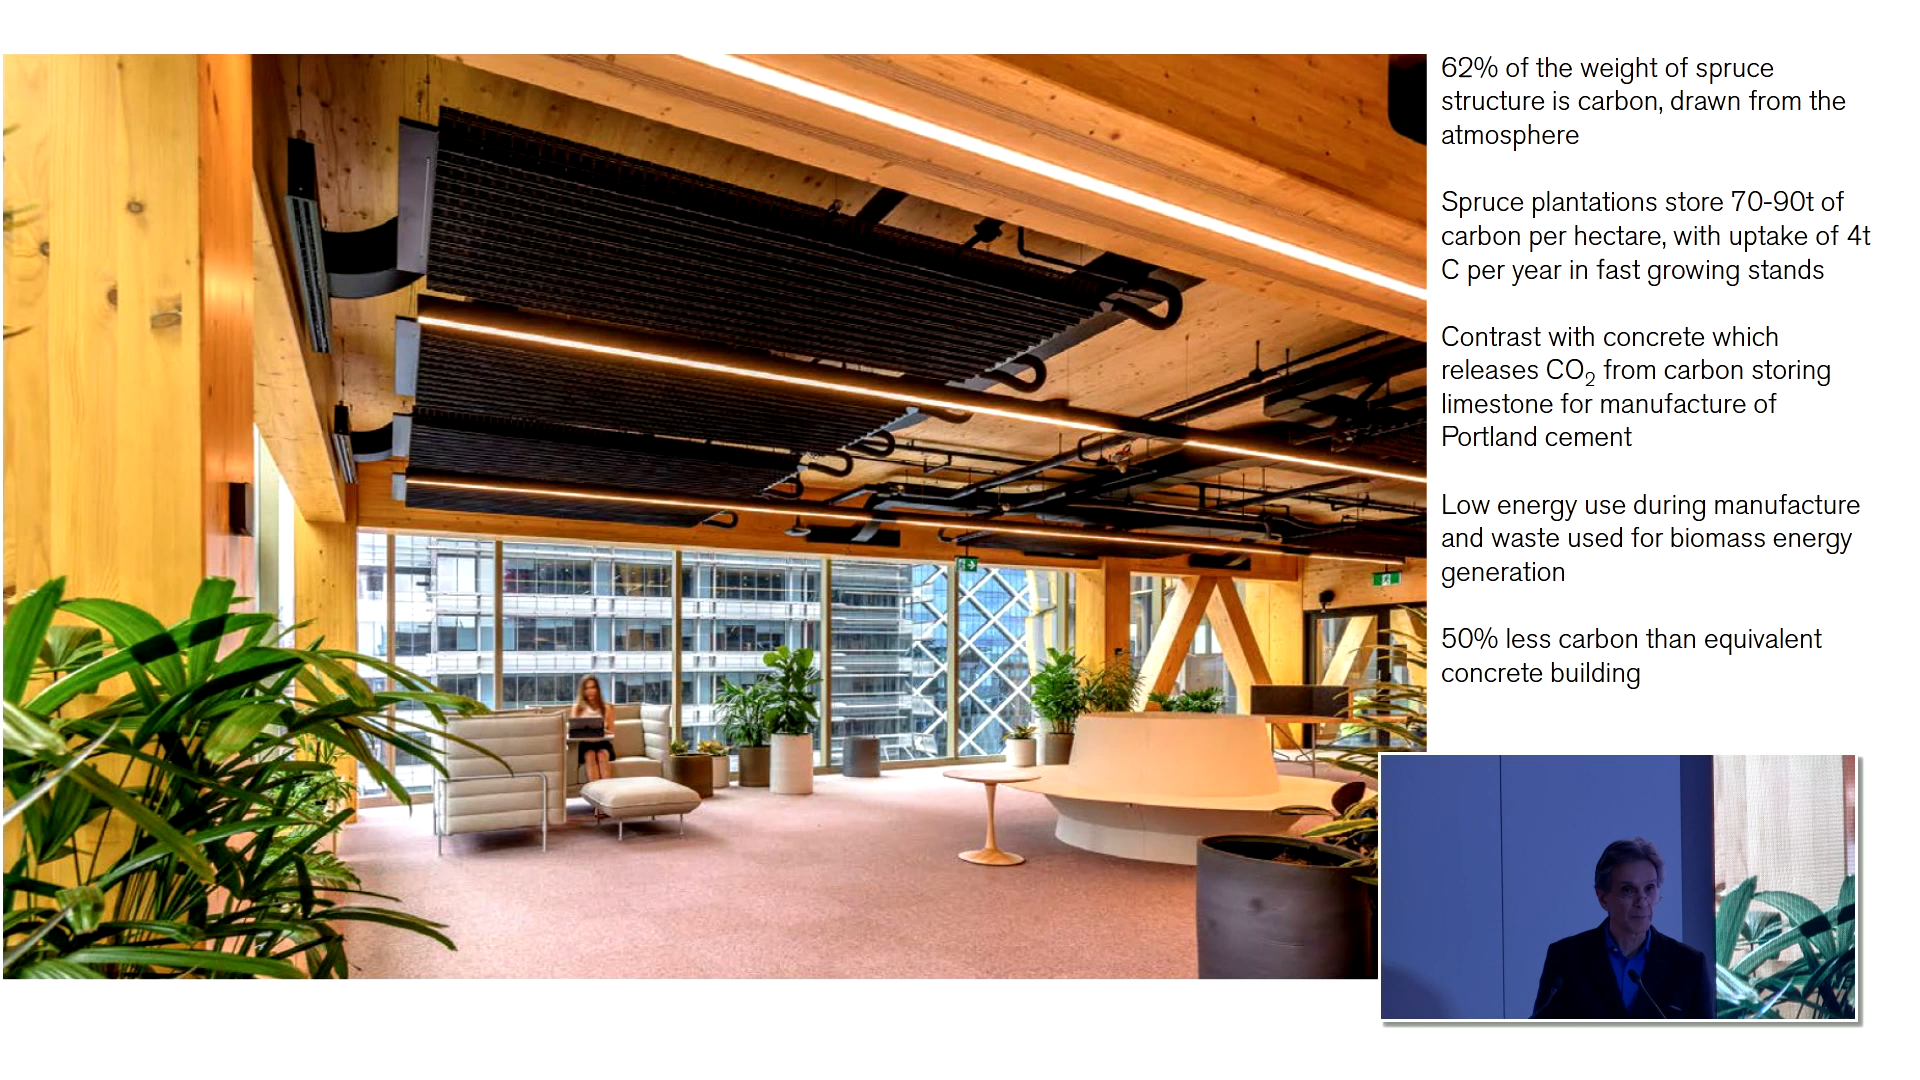 62% of the weight of spruce
structure is carbon, drawn from the
atmosphere
Spruce plantations store 70-90t of
carbon per hectare, with uptake of 4t
C per year in fast growing stands
Contrast with concrete which
releases CO₂ from carbon storing
limestone for manufacture of
Portland cement
Low energy use during manufacture
and waste used for biomass energy
generation
50% less carbon than equivalent
concrete building